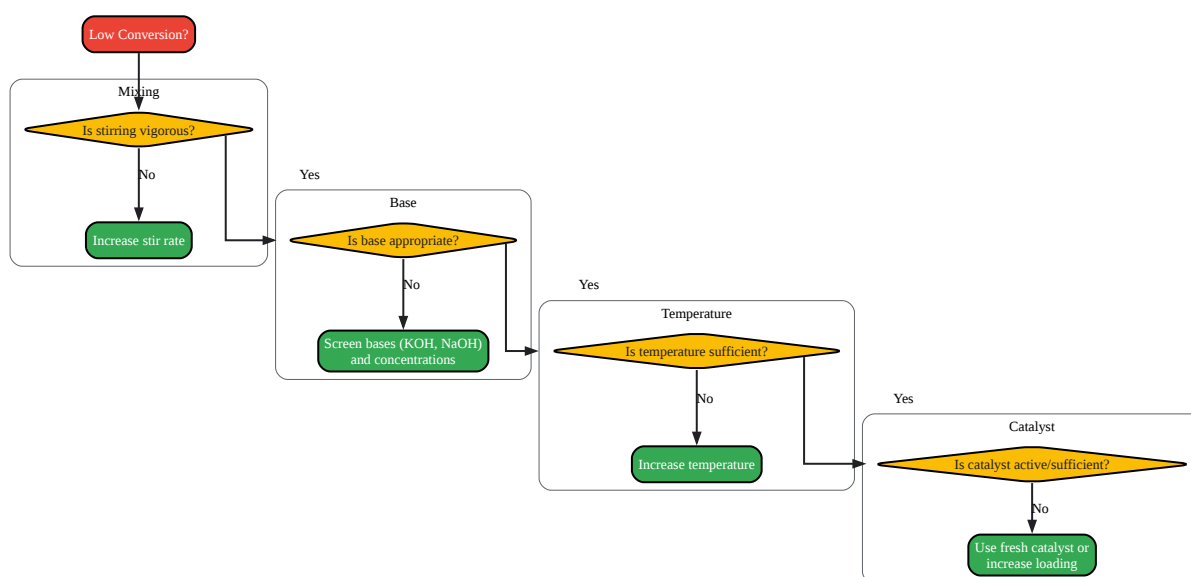 Low Conversion?
Mixing
Is stirring vigorous?
No
Yes
Increase stir rate
Base
Is base appropriate?
No
Yes
Screen bases (KOH, NaOH)
and concentrations
Temperature
Is temperature sufficient?
No
Yes
Increase temperature
Catalyst
Is catalyst active/sufficient?
No
Use fresh catalyst or
increase loading